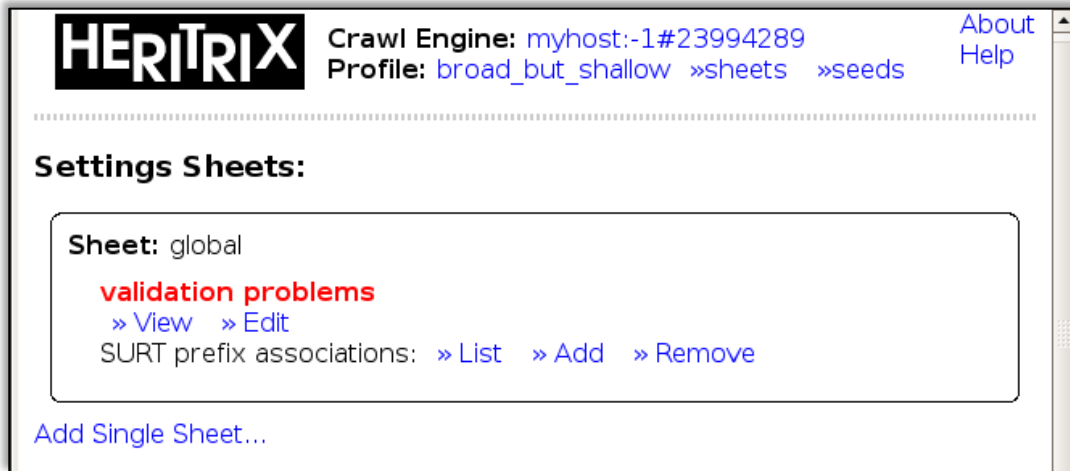 HERITRIX
Crawl Engine: myhost:-1#23994289
Profile: broad_but_shallow »sheets »seeds
About
Help
Settings Sheets:
Sheet: global
validation problems
» View » Edit
SURT prefix associations: » List » Add » Remove
Add Single Sheet...